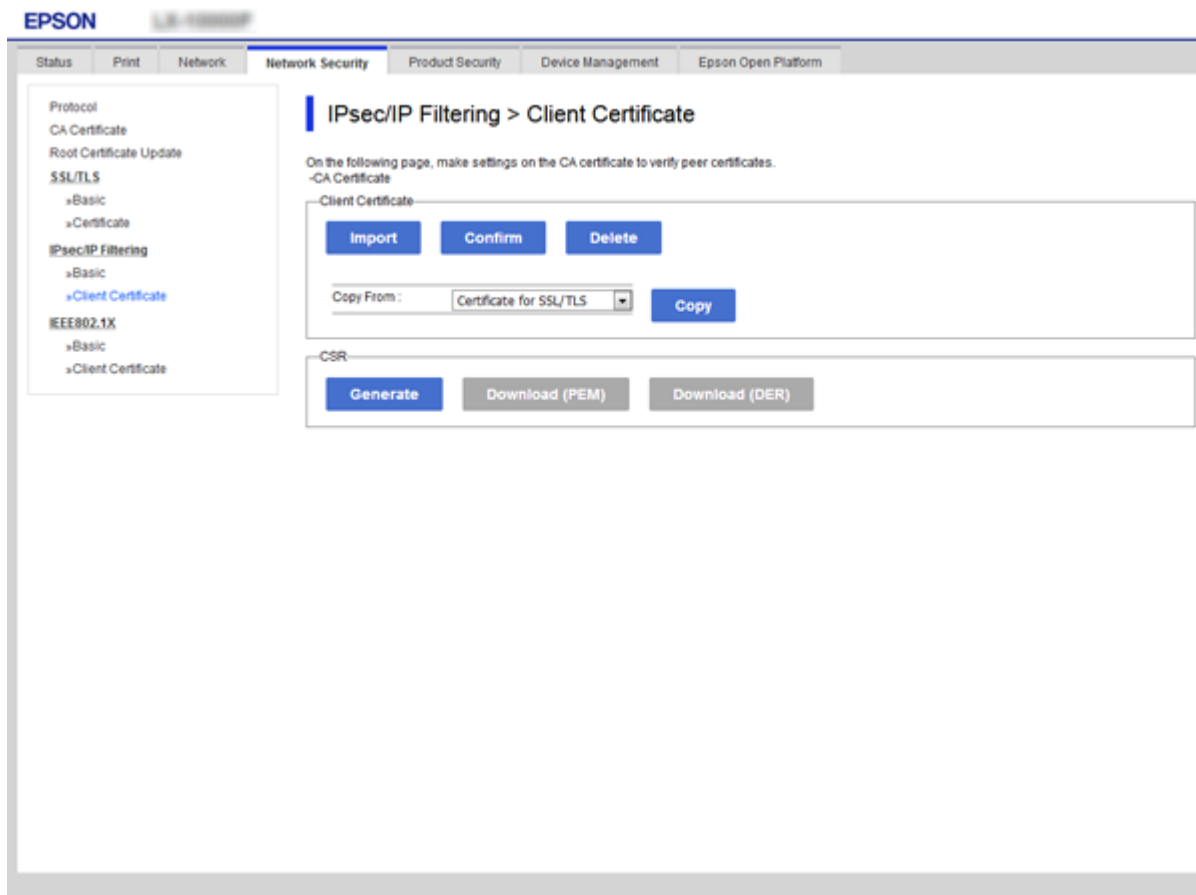 EPSON
Status Print Network Network Security Product Security Device Management Epson Open Platform
Protocol
CA Certificate
Root Certificate Update
SSL/TLS
»Basic
»Certificate
IPsec/IP Filtering
»Basic
»Client Certificate
IEEE802.1X
»Basic
»Client Certificate
IPsec/IP Filtering > Client Certificate
On the following page, make settings on the CA certificate to verify peer certificates.
-CA Certificate
Client Certificate
Import Confirm Delete
Copy From : Certificate for SSL/TLS Copy
CSR
Generate Download (PEM) Download (DER)